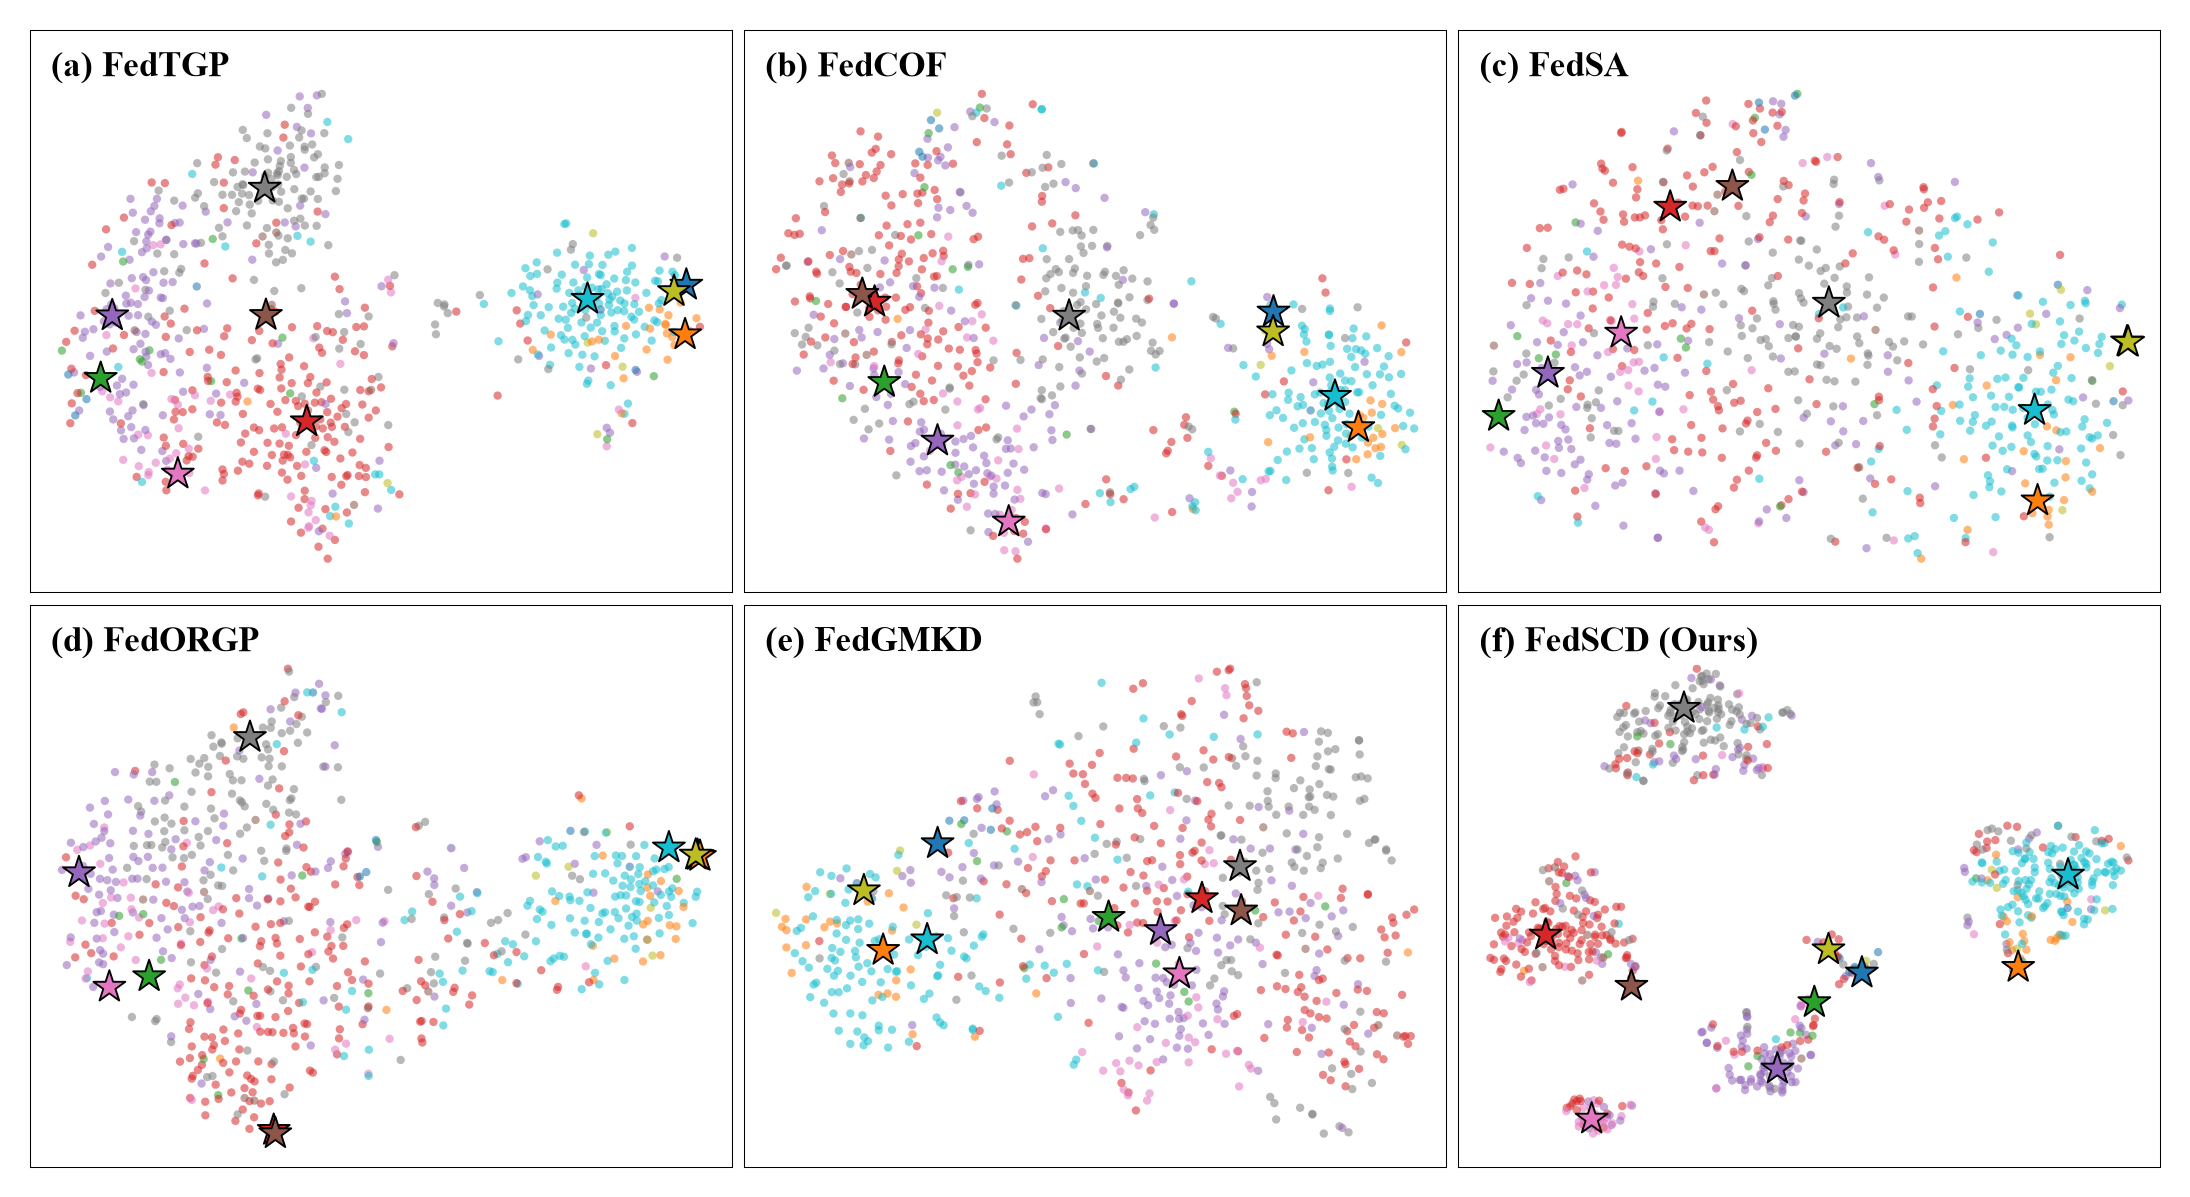 (a) FedTGP
(b) FedCOF
(c) FedSA
(d) FedORGP
(e) FedGMKD
(f) FedSCD (Ours)